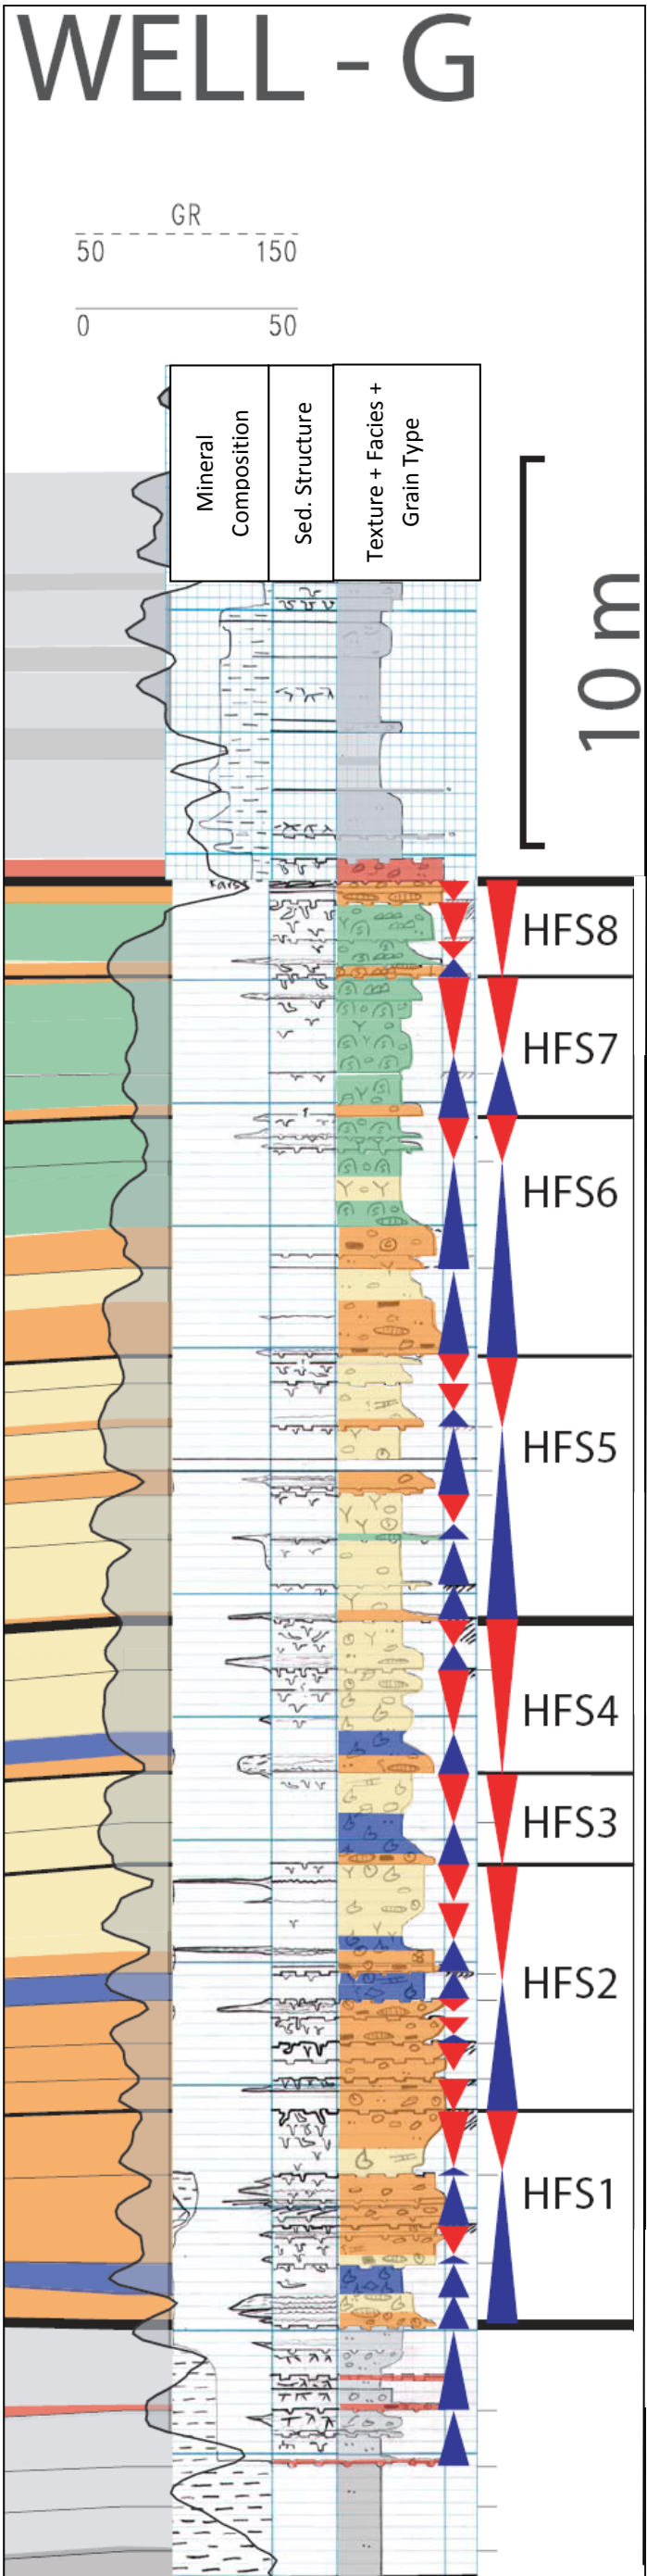 WELL - G
GR
50 150
0 50
Mineral
Composition
Sed. Structure
Texture + Facies +
Grain Type
10 m
Karst
HFS8
HFS7
HFS6
HFS5
HFS4
HFS3
HFS2
HFS1